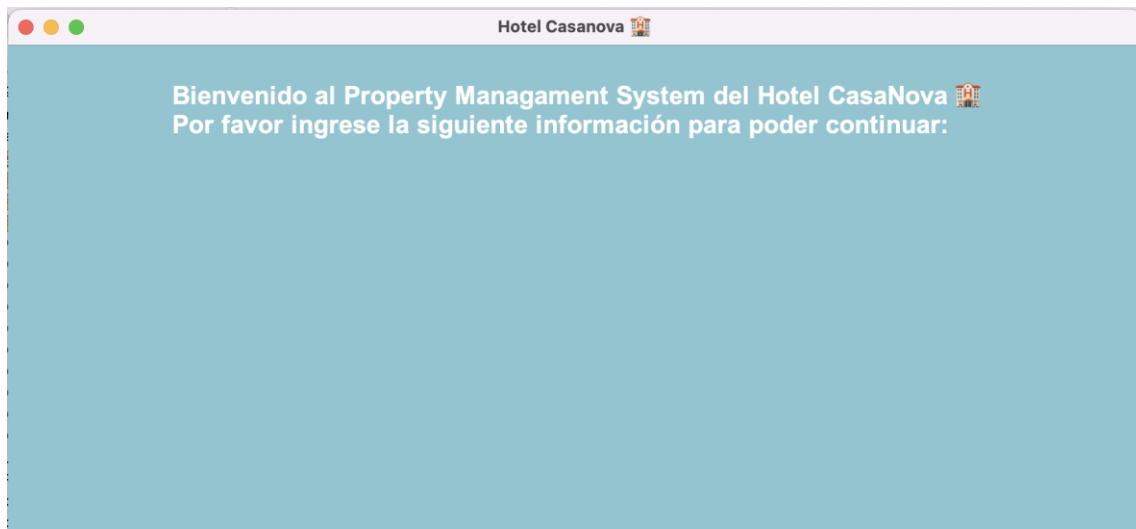 Hotel Casanova 🏨
Bienvenido al Property Managament System del Hotel CasaNova 🏨
Por favor ingrese la siguiente información para poder continuar: